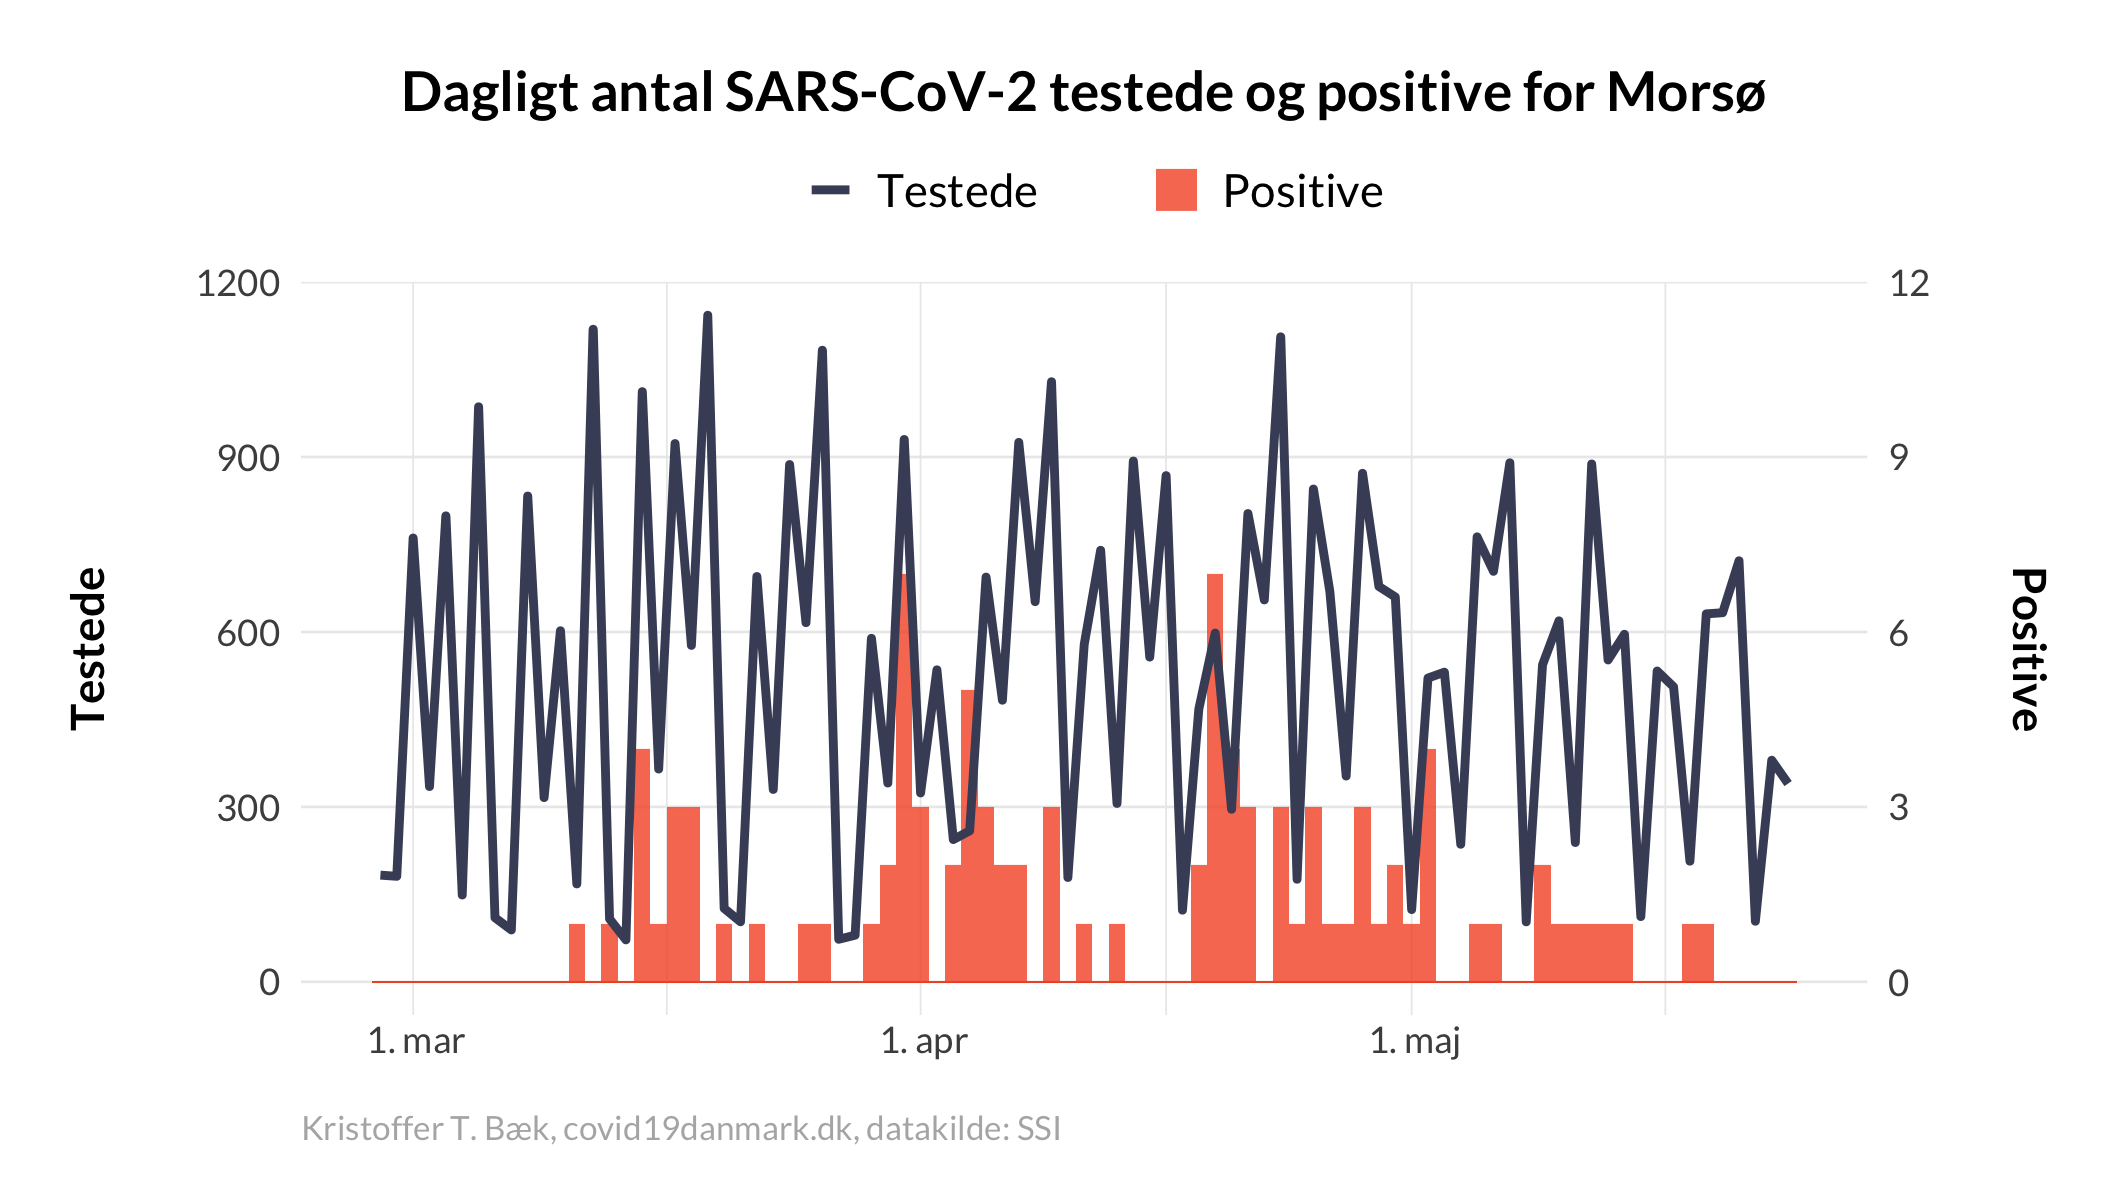 Dagligt antal SARS-CoV-2 testede og positive for Morsø
Testede Positive
1200 12
900 9
600 6
300 3
0 0
Testede
Positive
1. mar 1. apr 1. maj
Kristoffer T. Bæk, covid19danmark.dk, datakilde: SSI